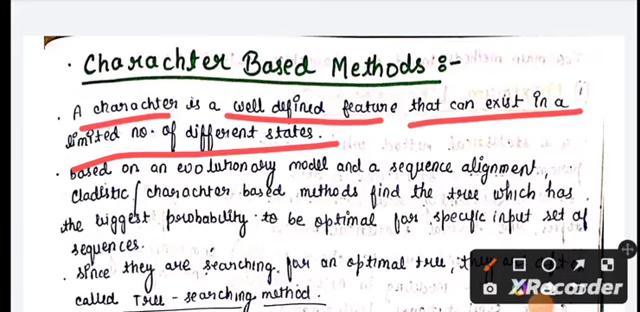 • Charachter Based Methods :-
• A charachter is a well defined feature that can exist in a
limited no. of different states.
• Based on an evolutionary model and a sequence alignment
cladistic / charachter based methods find the tree which has
the biggest probability to be optimal for specific input set of
sequences.
• Since they are searching for an optimal tree, they are
called Tree - searching method.
XRecorder